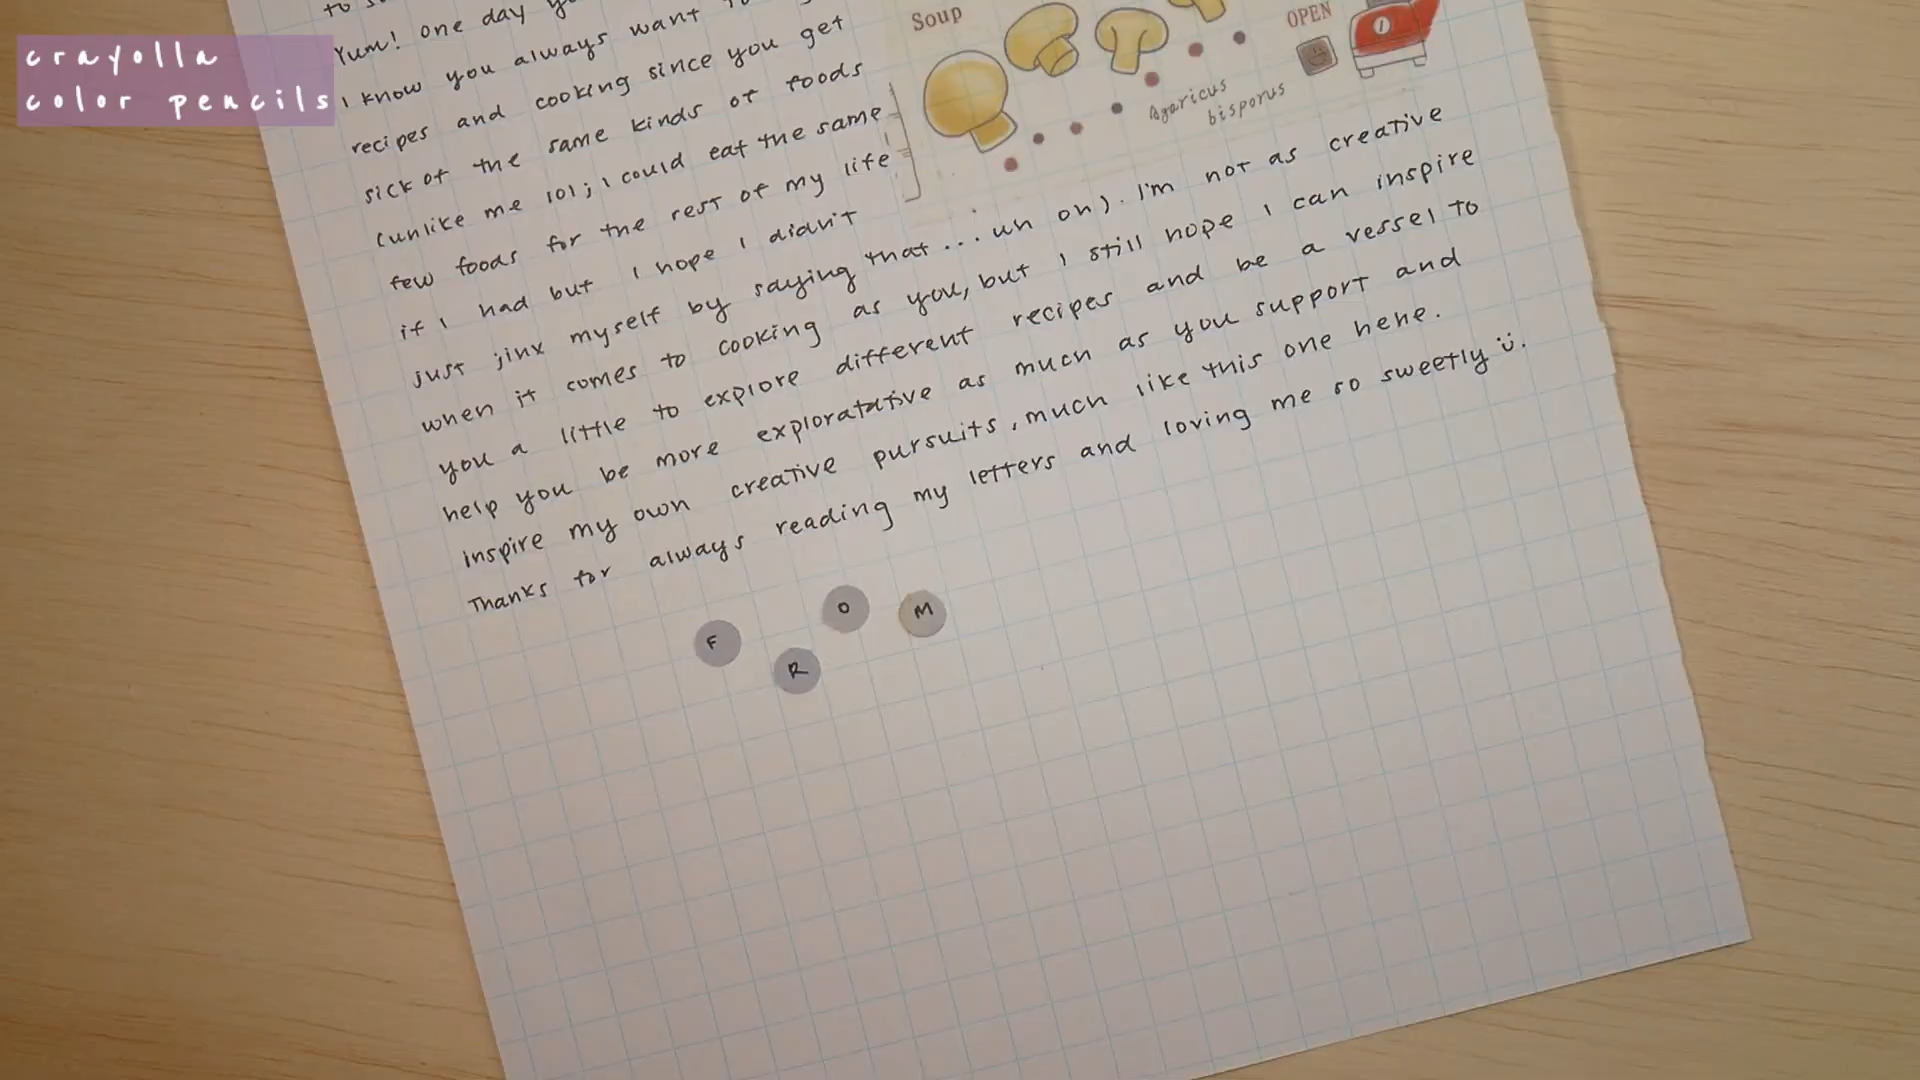 crayolla
color pencils
Yum! one day
I know you always want
recipes and cooking since you get
sick of the same kinds of foods
(unlike me lol; I could eat the same
few foods for the rest of my life
if I had but I hope I didn't
just jinx myself by saying that... uh oh). I'm not as creative
when it comes to cooking as you, but I still hope I can inspire
you a little to explore different recipes and be a vessel to
help you be more exploratative as much as you support and
inspire my own creative pursuits, much like this one here.
Thanks for always reading my letters and loving me so sweetly ü.
Soup
OPEN
Agaricus
bisporus
F R O M